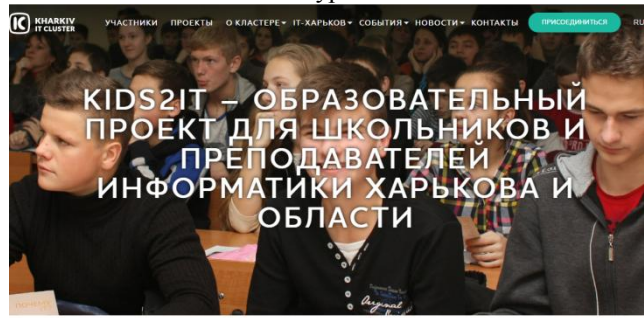 KHARKIV
IT CLUSTER
УЧАСТНИКИ ПРОЕКТЫ О КЛАСТЕРЕ IT-ХАРЬКОВ СОБЫТИЯ НОВОСТИ КОНТАКТЫ ПРИСОЕДИНИТЬСЯ RU
KIDS2IT – ОБРАЗОВАТЕЛЬНЫЙ
ПРОЕКТ ДЛЯ ШКОЛЬНИКОВ И
ПРЕПОДАВАТЕЛЕЙ
ИНФОРМАТИКИ ХАРЬКОВА И
ОБЛАСТИ
Original